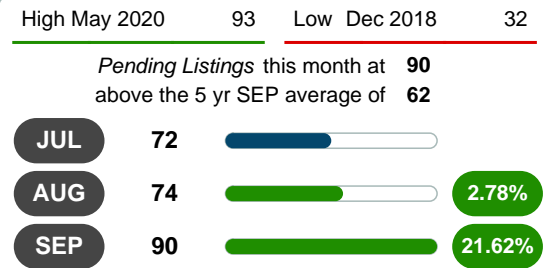 High May 2020 93 Low Dec 2018 32
Pending Listings this month at 90
above the 5 yr SEP average of 62
JUL 72
AUG 74 2.78%
SEP 90 21.62%